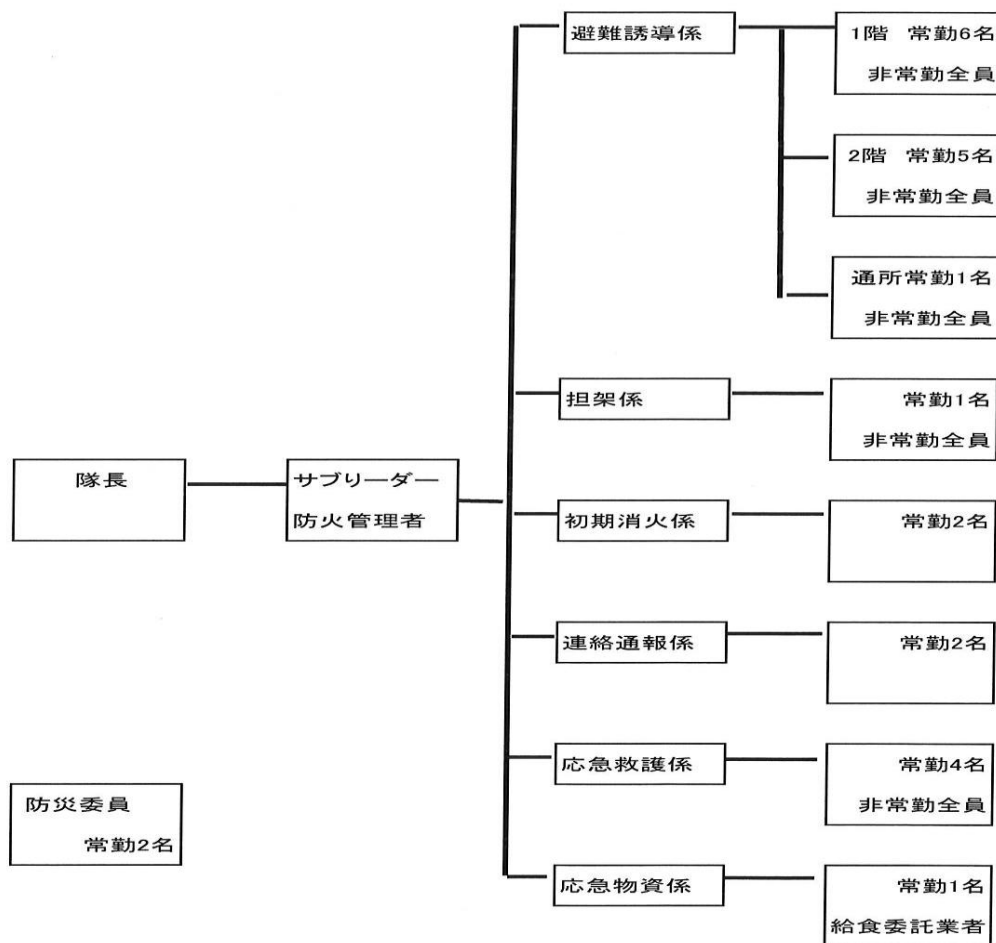 避難誘導係
1階 常勤6名
非常勤全員
2階 常勤5名
非常勤全員
通所常勤1名
非常勤全員
担架係
常勤1名
非常勤全員
隊長
サブリーダー
防火管理者
初期消火係
常勤2名
連絡通報係
常勤2名
応急救護係
常勤4名
非常勤全員
防災委員
常勤2名
応急物資係
常勤1名
給食委託業者